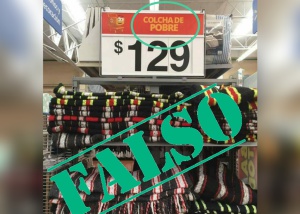 COLCHA DE
POBRE
$129
FALSO